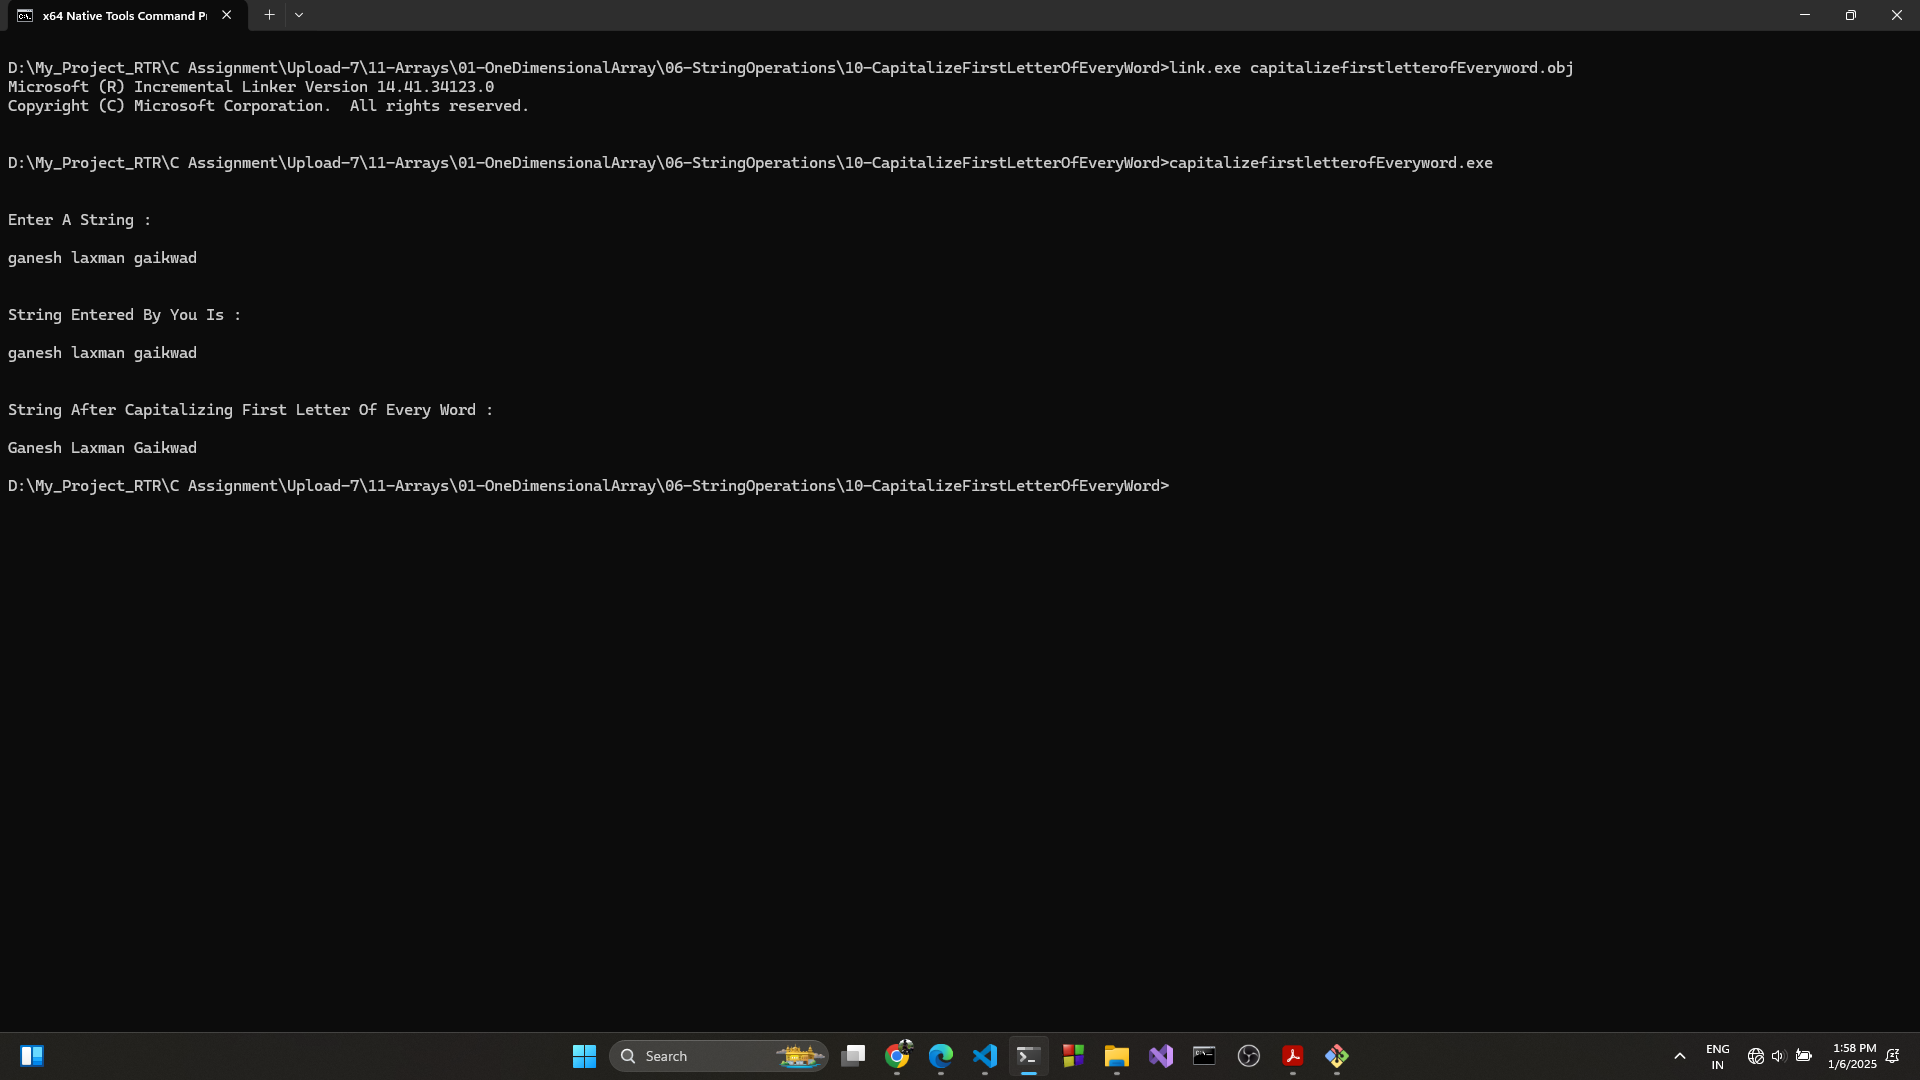 x64 Native Tools Command Pr
D:\My_Project_RTR\C Assignment\Upload-7\11-Arrays\01-OneDimensionalArray\06-StringOperations\10-CapitalizeFirstLetterOfEveryWord>link.exe capitalizefirstletterofEveryword.obj
Microsoft (R) Incremental Linker Version 14.41.34123.0
Copyright (C) Microsoft Corporation.  All rights reserved.
D:\My_Project_RTR\C Assignment\Upload-7\11-Arrays\01-OneDimensionalArray\06-StringOperations\10-CapitalizeFirstLetterOfEveryWord>capitalizefirstletterofEveryword.exe
Enter A String :
ganesh laxman gaikwad
String Entered By You Is :
ganesh laxman gaikwad
String After Capitalizing First Letter Of Every Word :
Ganesh Laxman Gaikwad
D:\My_Project_RTR\C Assignment\Upload-7\11-Arrays\01-OneDimensionalArray\06-StringOperations\10-CapitalizeFirstLetterOfEveryWord>
Search
ENG
IN
1:58 PM
1/6/2025